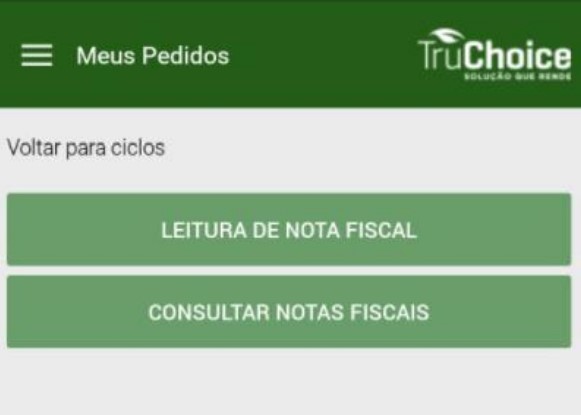 Meus Pedidos
TruChoice
SOLUÇÃO QUE RENDE
Voltar para ciclos
LEITURA DE NOTA FISCAL
CONSULTAR NOTAS FISCAIS